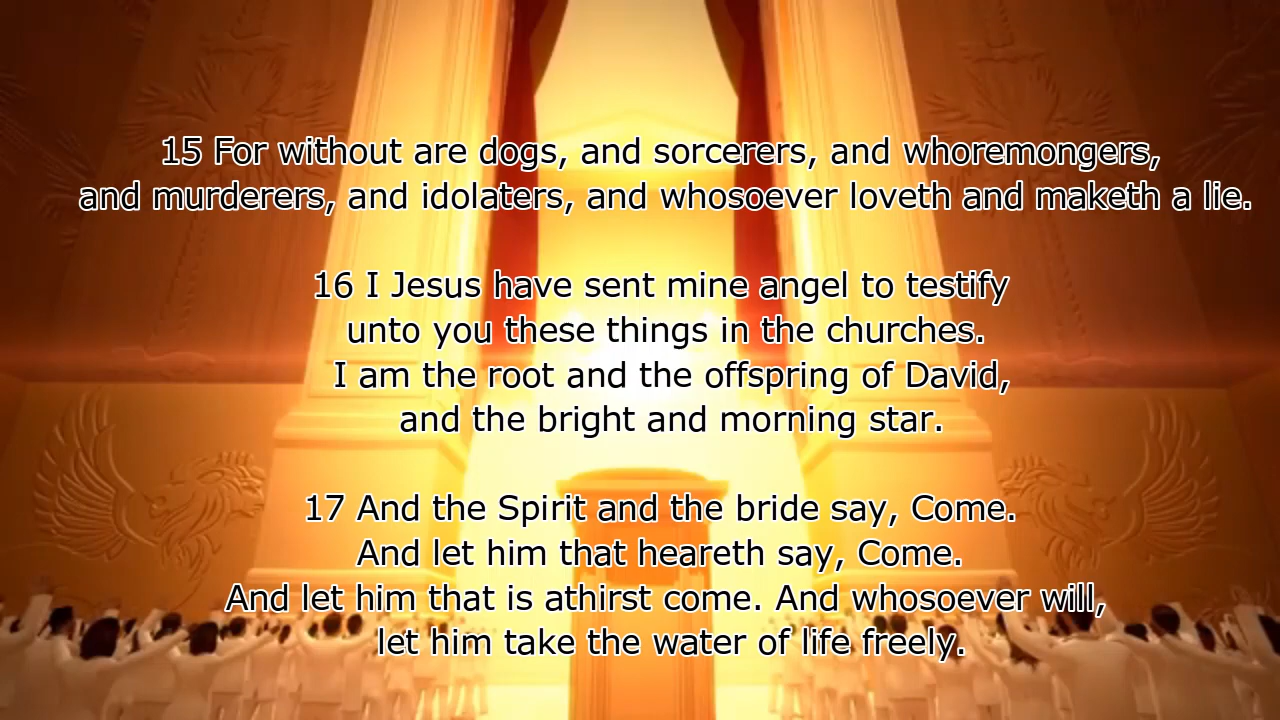 15 For without are dogs, and sorcerers, and whoremongers,
and murderers, and idolaters, and whosoever loveth and maketh a lie.
16 I Jesus have sent mine angel to testify
unto you these things in the churches.
I am the root and the offspring of David,
and the bright and morning star.
17 And the Spirit and the bride say, Come.
And let him that heareth say, Come.
And let him that is athirst come. And whosoever will,
let him take the water of life freely.